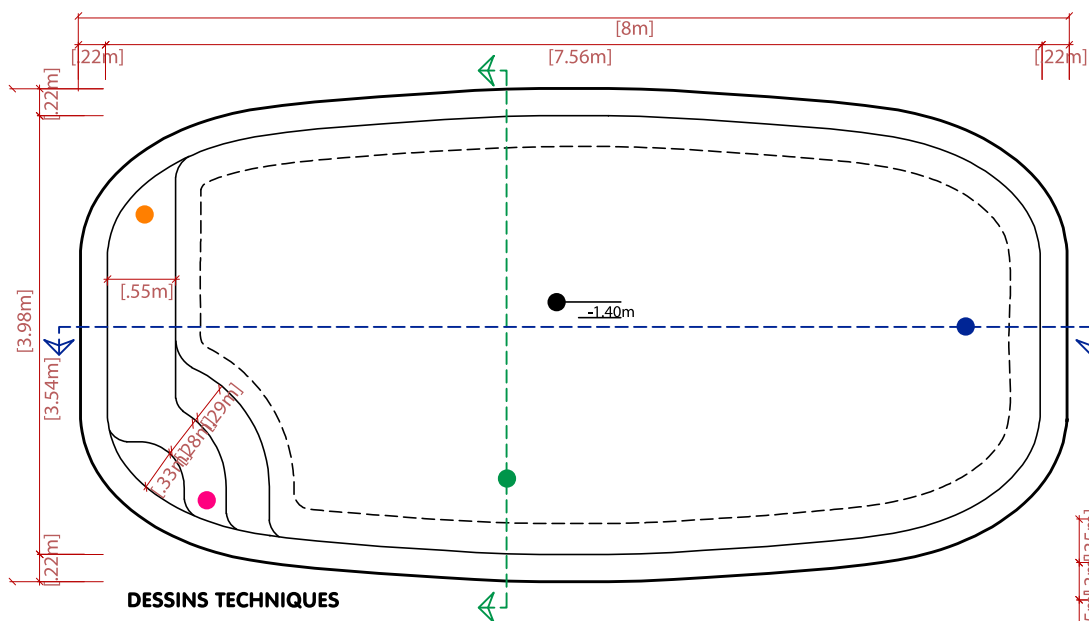 [8m]
[.22m]
[7.56m]
[.22m]
[.22m]
[.55m]
-1.40m
[3.98m]
[3.54m]
[.29m]
[.28m]
[.33m]
[.22m]
DESSINS TECHNIQUES